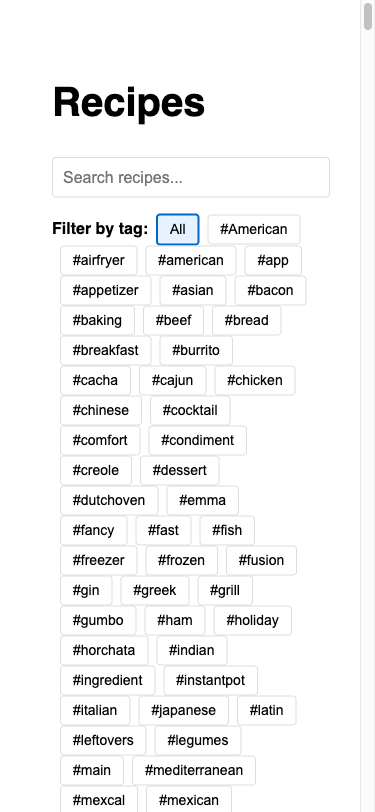 Recipes
Search recipes...
Filter by tag: All #American
#airfryer #american #app
#appetizer #asian #bacon
#baking #beef #bread
#breakfast #burrito
#cacha #cajun #chicken
#chinese #cocktail
#comfort #condiment
#creole #dessert
#dutchoven #emma
#fancy #fast #fish
#freezer #frozen #fusion
#gin #greek #grill
#gumbo #ham #holiday
#horchata #indian
#ingredient #instantpot
#italian #japanese #latin
#leftovers #legumes
#main #mediterranean
#mexcal #mexican